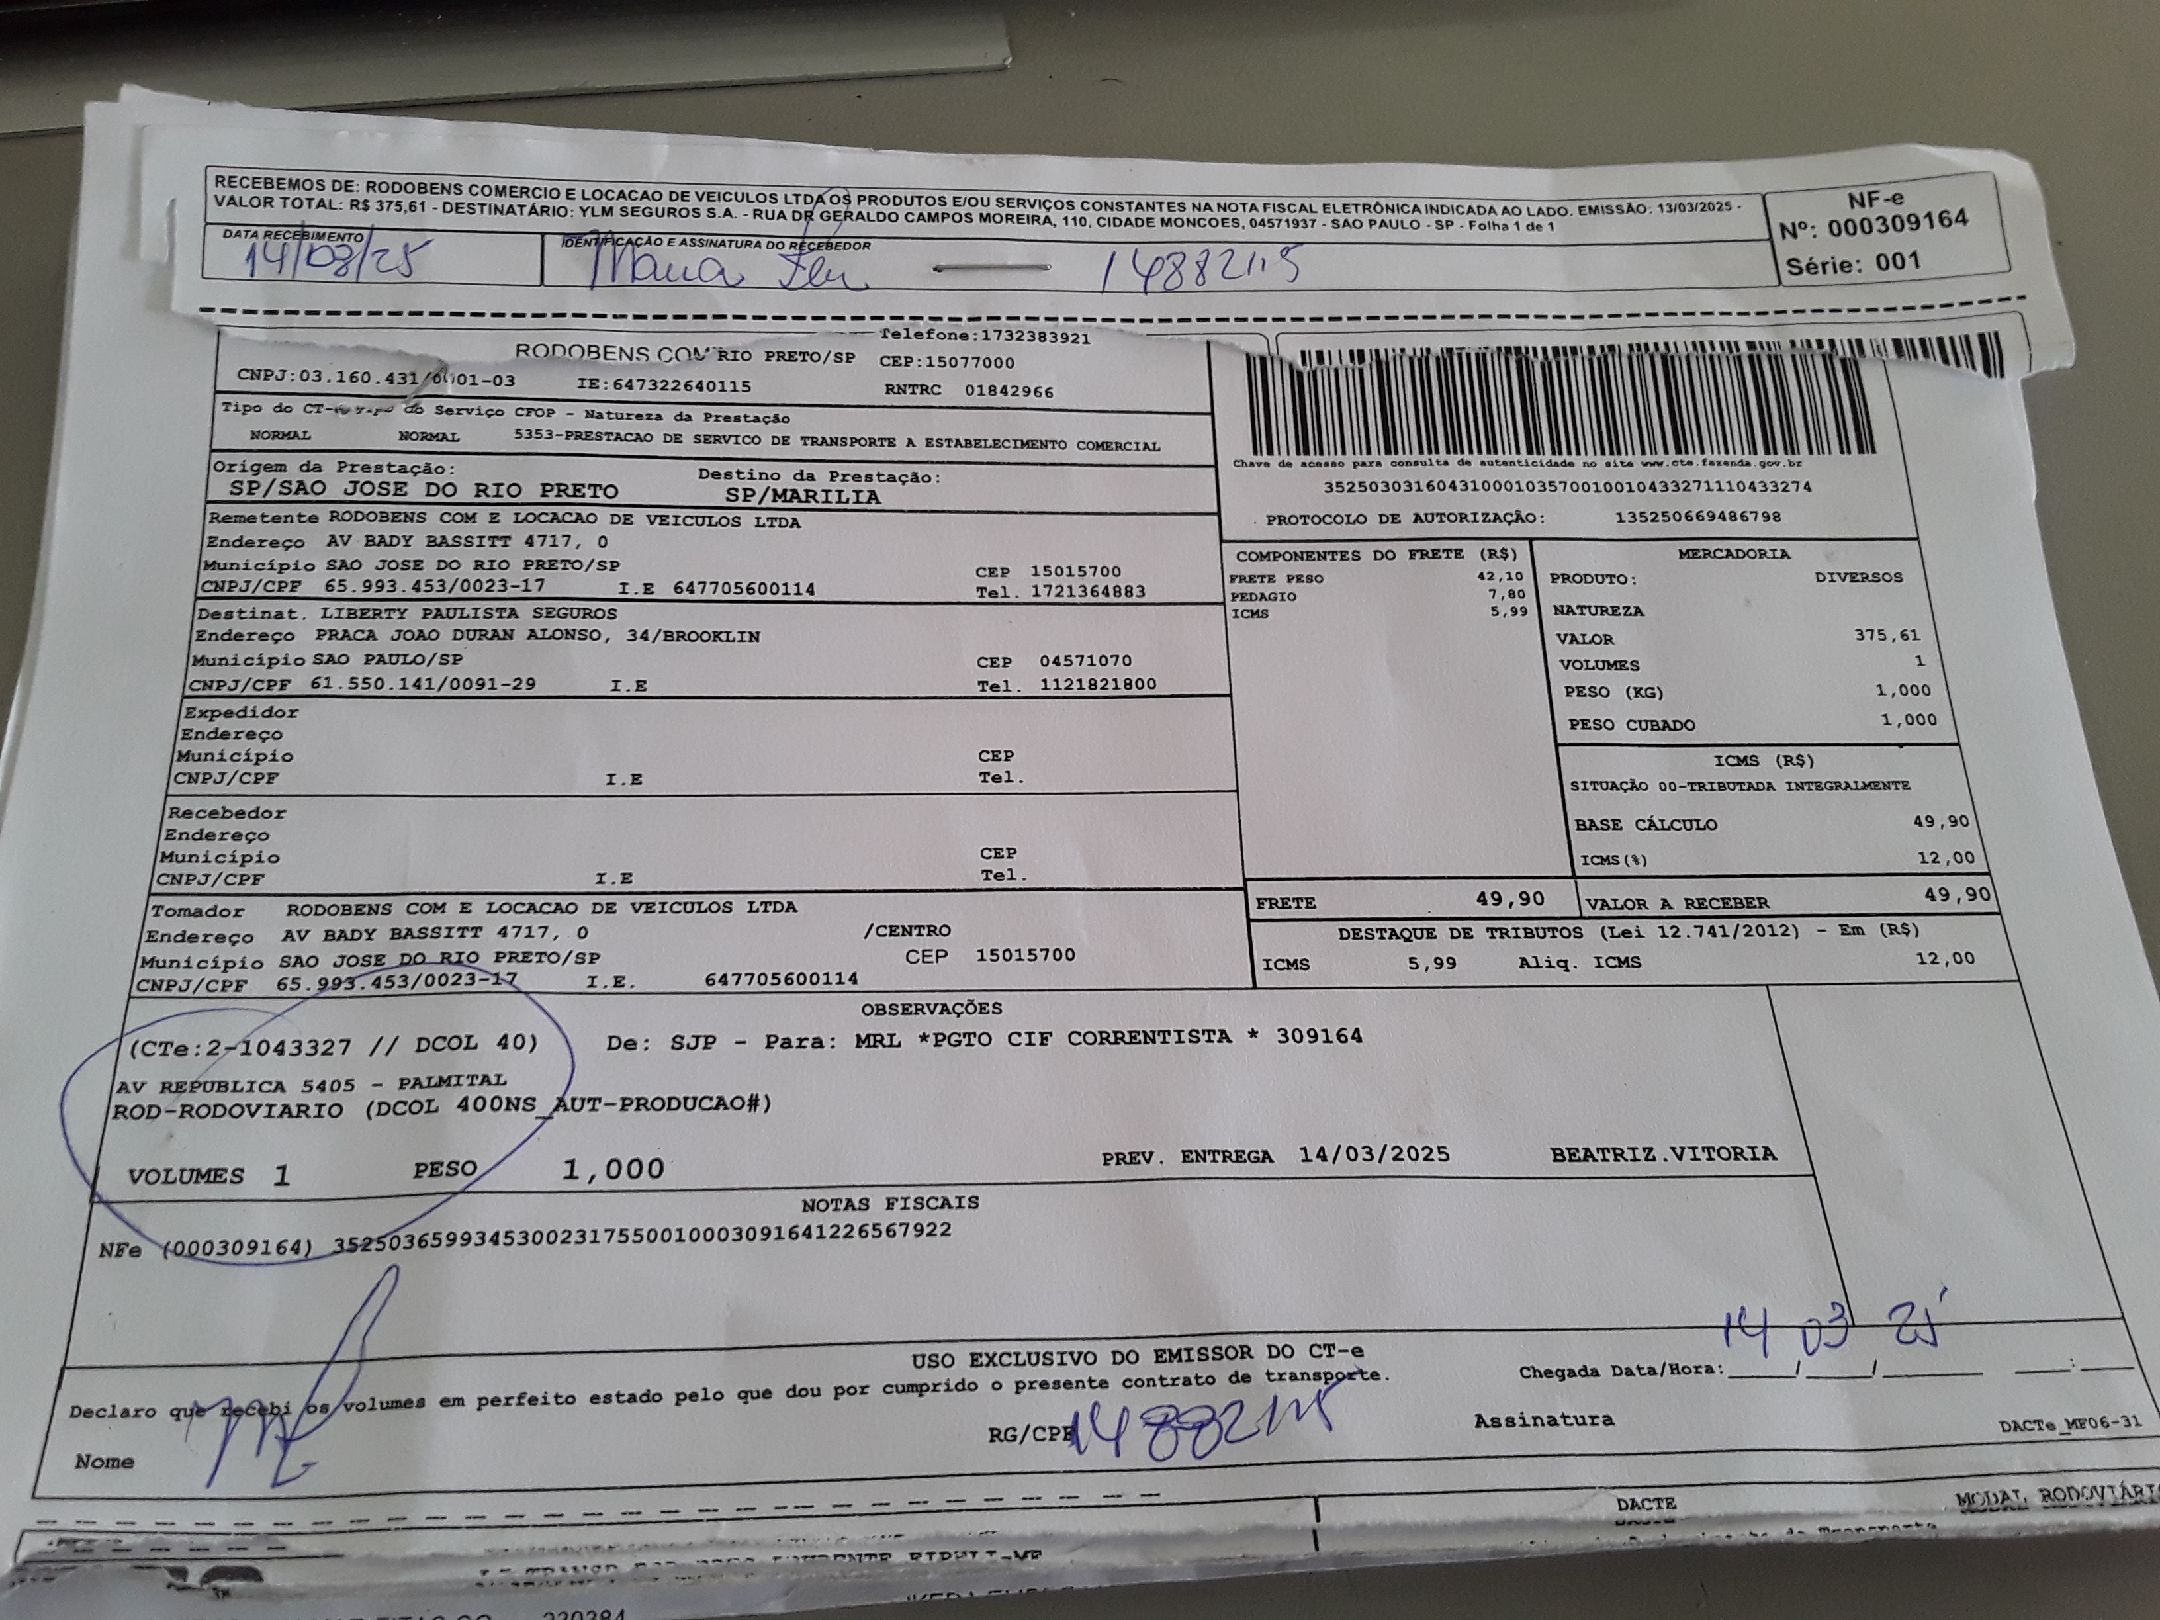 RECEBEMOS DE: RODOBENS COMERCIO E LOCACAO DE VEICULOS LTDA OS PRODUTOS E/OU SERVIÇOS CONSTANTES NA NOTA FISCAL ELETRÔNICA INDICADA AO LADO. EMISSÃO: 13/03/2025 -
VALOR TOTAL: R$ 375,61 - DESTINATÁRIO: YLM SEGUROS S.A. - RUA DR GERALDO CAMPOS MOREIRA, 110, CIDADE MONCOES, 04571937 - SAO PAULO - SP - Folha 1 de 1
NF-e
Nº: 000309164
Série: 001
DATA RECEBIMENTO
14/03/25
IDENTIFICAÇÃO E ASSINATURA DO RECEBEDOR
Maria 14882115
Telefone:1732383921
RODOBENS COM RIO PRETO/SP CEP:15077000
CNPJ:03.160.431/0001-03 IE:647322640115 RNTRC 01842966
Tipo do CT- do Serviço CFOP - Natureza da Prestação
NORMAL NORMAL 5353-PRESTACAO DE SERVICO DE TRANSPORTE A ESTABELECIMENTO COMERCIAL
Origem da Prestação: Destino da Prestação:
SP/SAO JOSE DO RIO PRETO SP/MARILIA
Chave de acesso para consulta de autenticidade no site www.cte.fazenda.gov.br
35250303160431000103570010010433271110433274
PROTOCOLO DE AUTORIZAÇÃO: 135250669486798
Remetente RODOBENS COM E LOCACAO DE VEICULOS LTDA
Endereço AV BADY BASSITT 4717, 0
Município SAO JOSE DO RIO PRETO/SP CEP 15015700
CNPJ/CPF 65.993.453/0023-17 I.E 647705600114 Tel. 1721364883
Destinat. LIBERTY PAULISTA SEGUROS
Endereço PRACA JOAO DURAN ALONSO, 34/BROOKLIN
Município SAO PAULO/SP CEP 04571070
CNPJ/CPF 61.550.141/0091-29 I.E Tel. 1121821800
Expedidor
Endereço
Município CEP
CNPJ/CPF I.E Tel.
Recebedor
Endereço
Município CEP
CNPJ/CPF I.E Tel.
Tomador RODOBENS COM E LOCACAO DE VEICULOS LTDA
Endereço AV BADY BASSITT 4717, 0 /CENTRO
Município SAO JOSE DO RIO PRETO/SP CEP 15015700
CNPJ/CPF 65.993.453/0023-17 I.E. 647705600114
COMPONENTES DO FRETE (R$)
FRETE PESO 42,10
PEDAGIO 7,80
ICMS 5,99
MERCADORIA
PRODUTO: DIVERSOS
NATUREZA
VALOR 375,61
VOLUMES 1
PESO (KG) 1,000
PESO CUBADO 1,000
ICMS (R$)
SITUAÇÃO 00-TRIBUTADA INTEGRALMENTE
BASE CÁLCULO 49,90
ICMS(%) 12,00
FRETE 49,90 VALOR A RECEBER 49,90
DESTAQUE DE TRIBUTOS (Lei 12.741/2012) - Em (R$)
ICMS 5,99 Aliq. ICMS 12,00
OBSERVAÇÕES
(CTe:2-1043327 // DCOL 40) De: SJP - Para: MRL *PGTO CIF CORRENTISTA * 309164
AV REPUBLICA 5405 - PALMITAL
ROD-RODOVIARIO (DCOL 400NS_AUT-PRODUCAO#)
VOLUMES 1 PESO 1,000 PREV. ENTREGA 14/03/2025 BEATRIZ.VITORIA
NOTAS FISCAIS
NFe (000309164) 35250365993453002317550010003091641226567922
14 03 25
USO EXCLUSIVO DO EMISSOR DO CT-e
Chegada Data/Hora:____/____/______ ___:___
Declaro que recebi os volumes em perfeito estado pelo que dou por cumprido o presente contrato de transporte.
Nome RG/CPF 14882115 Assinatura
DACTe_MF06-31
DACTE
MODAL RODOVIÁRIO